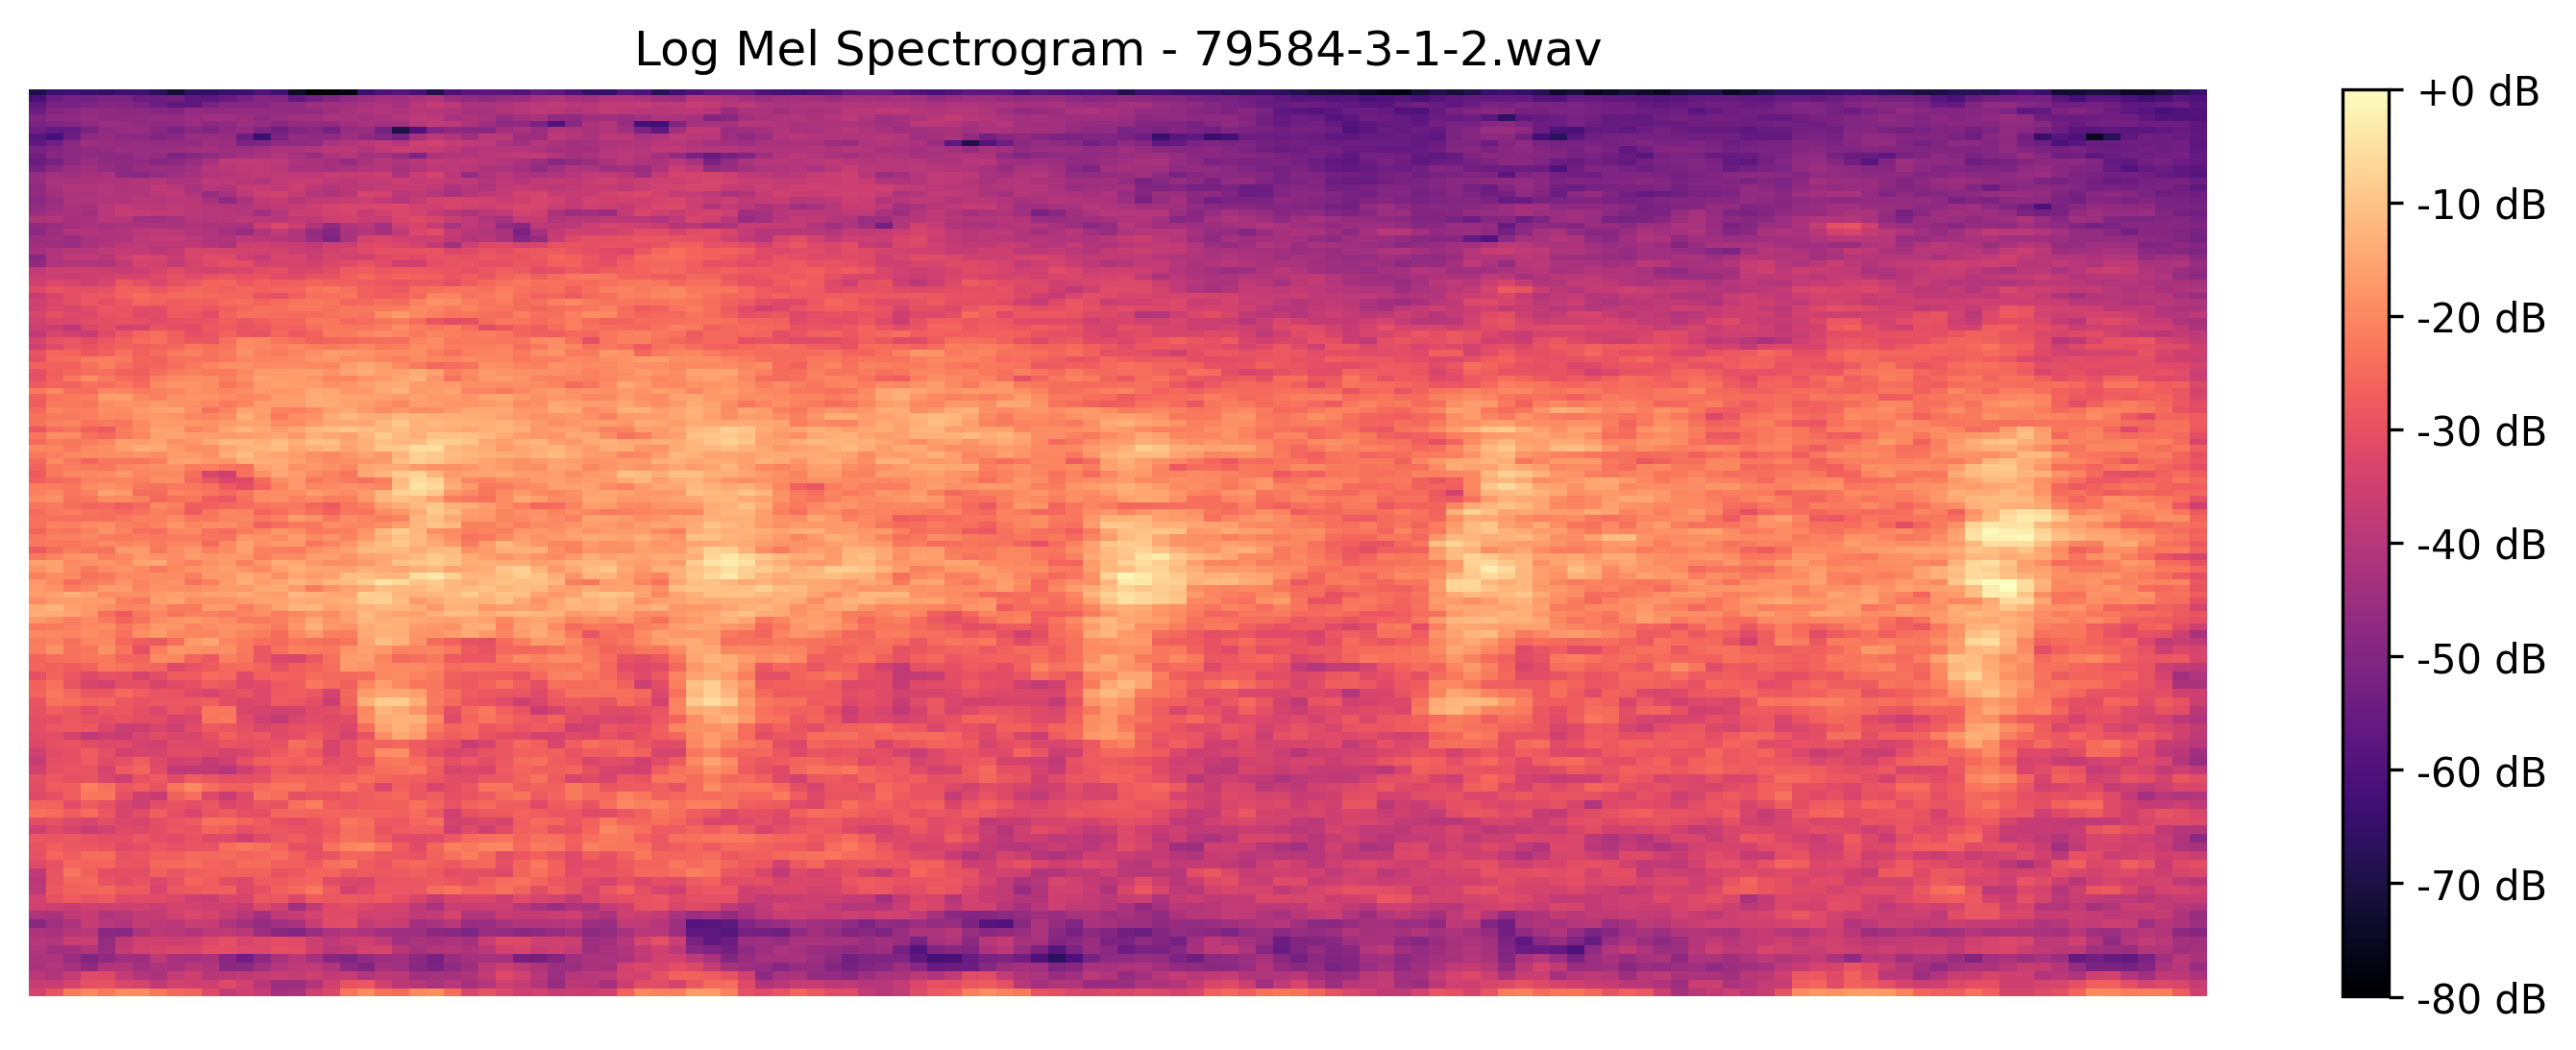 Log Mel Spectrogram - 79584-3-1-2.wav
+0 dB
-10 dB
-20 dB
-30 dB
-40 dB
-50 dB
-60 dB
-70 dB
-80 dB